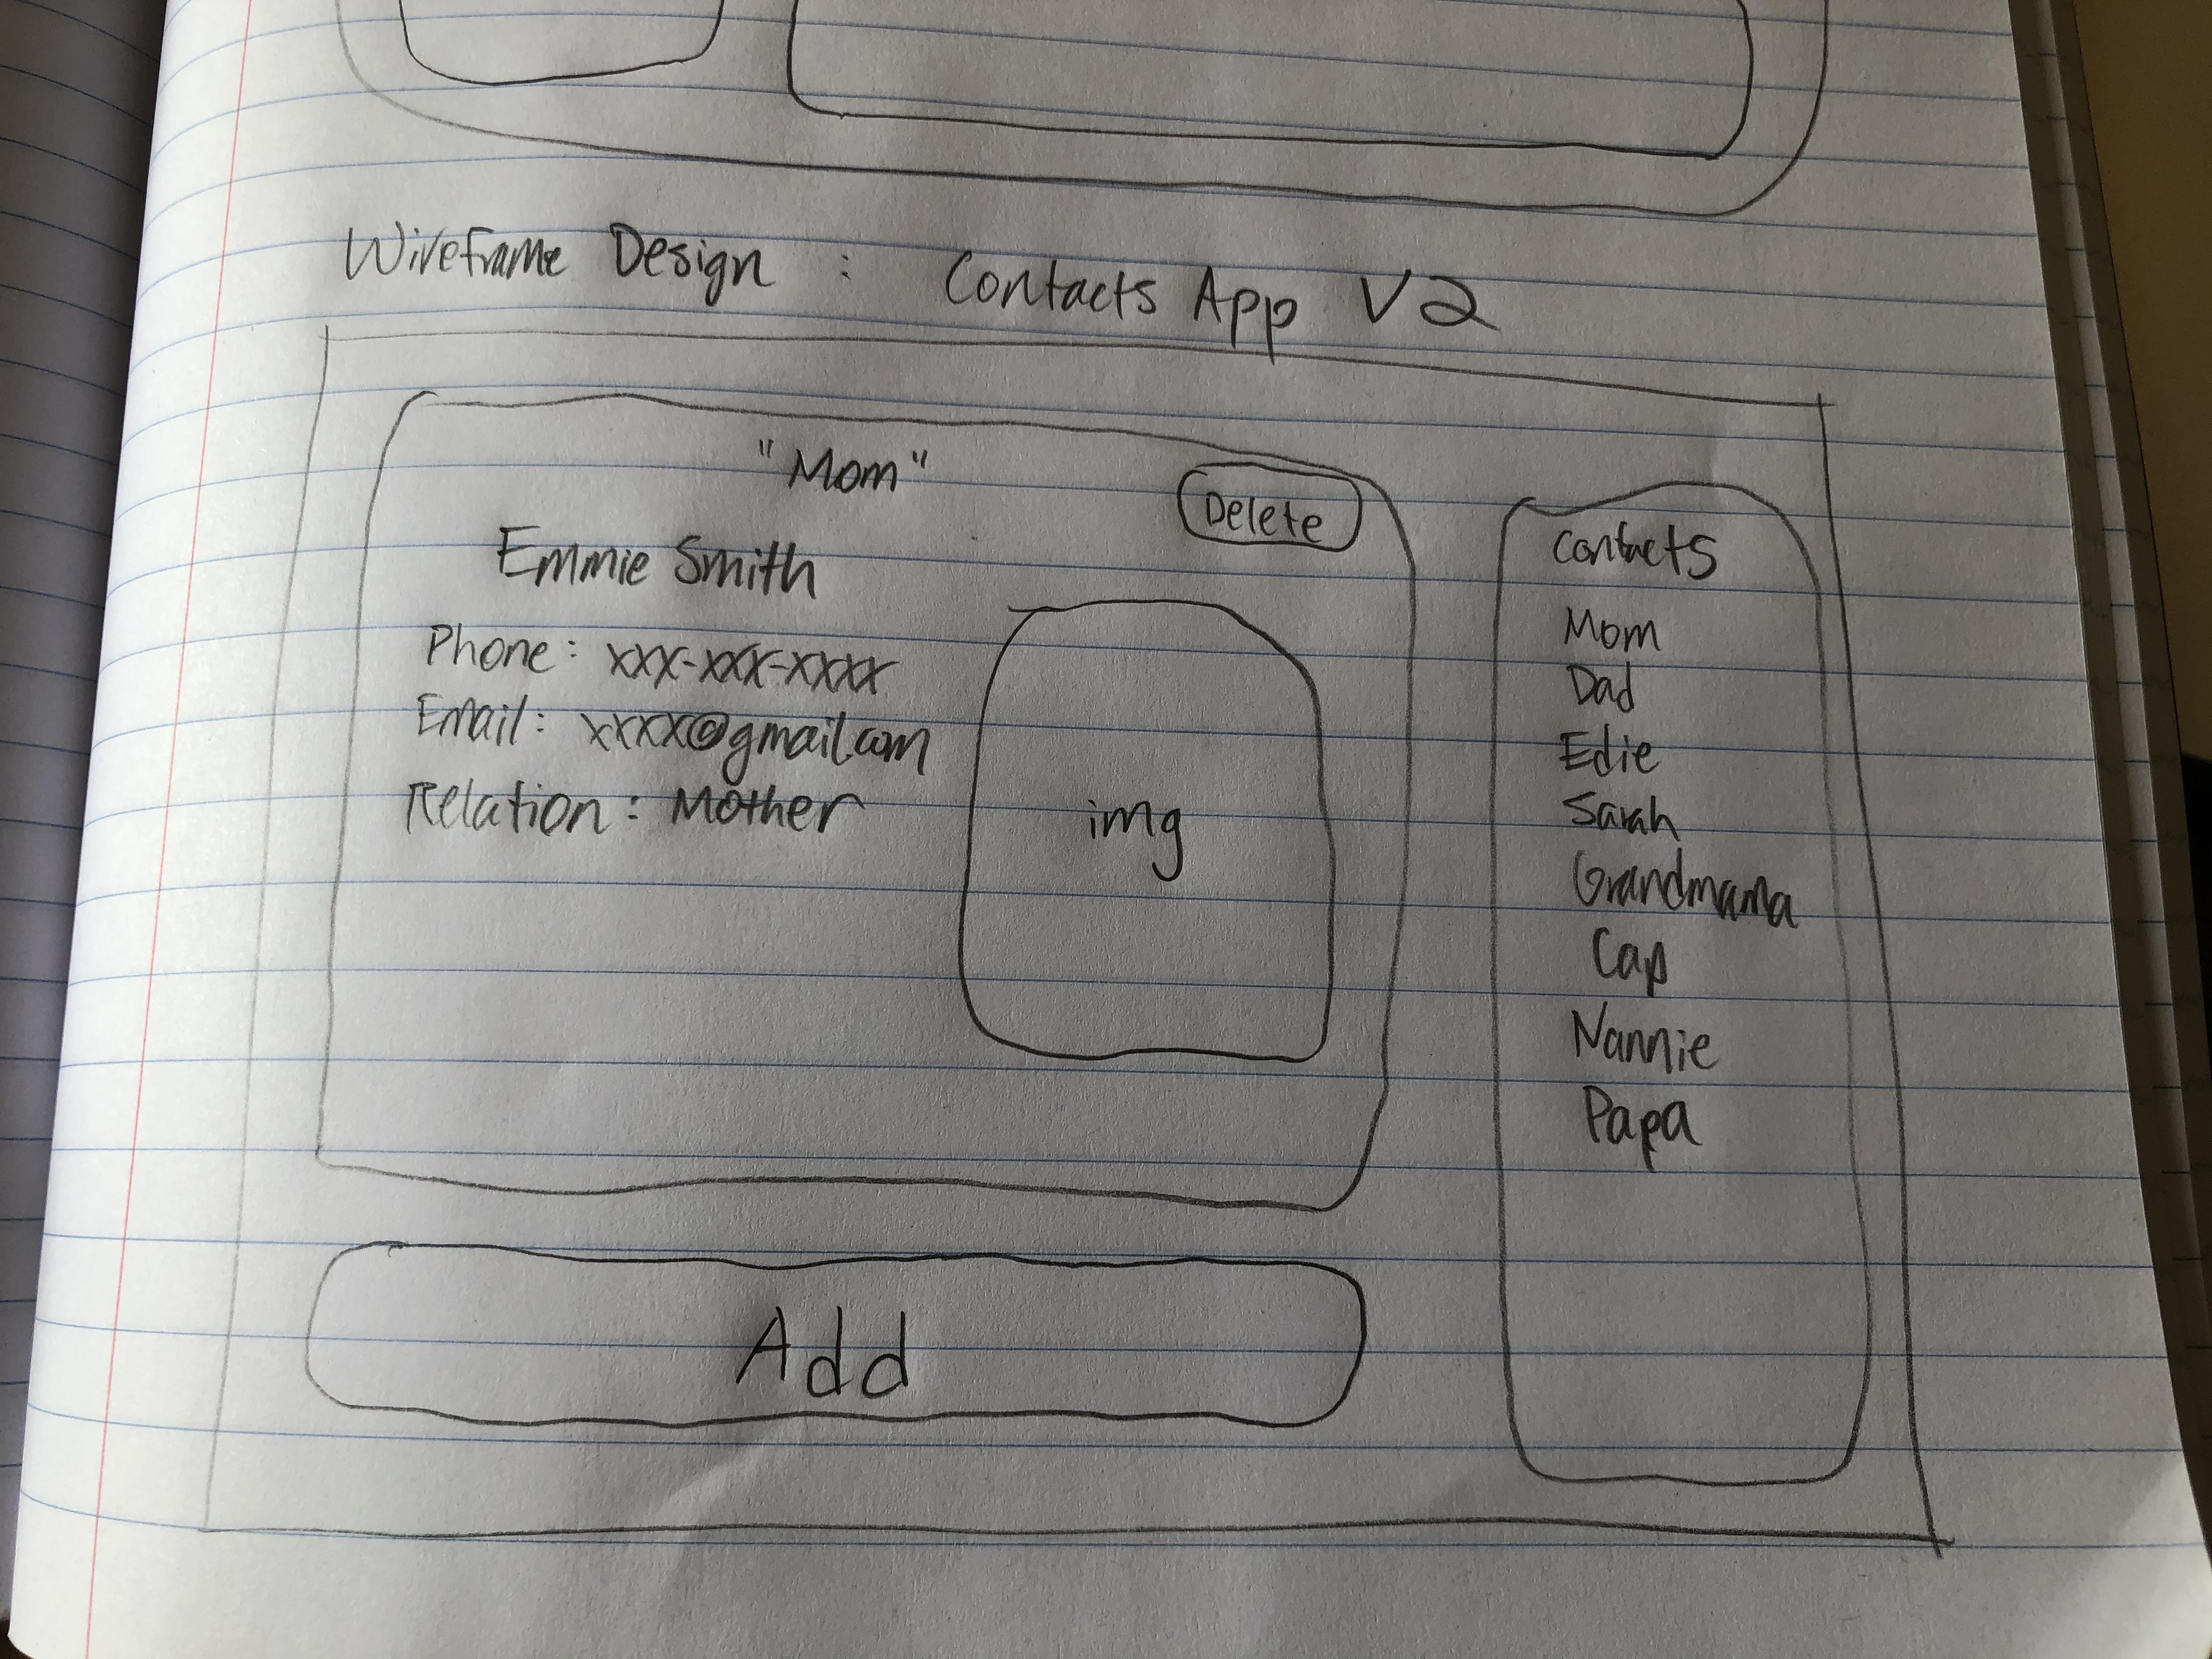 Wireframe Design : Contacts App V2
"Mom"
Delete
Emmie Smith
Phone: xxx-xxx-xxxx
Email: xxxx@gmail.com
Relation: Mother
img
Add
Contacts
Mom
Dad
Edie
Sarah
Grandmama
Cap
Nannie
Papa